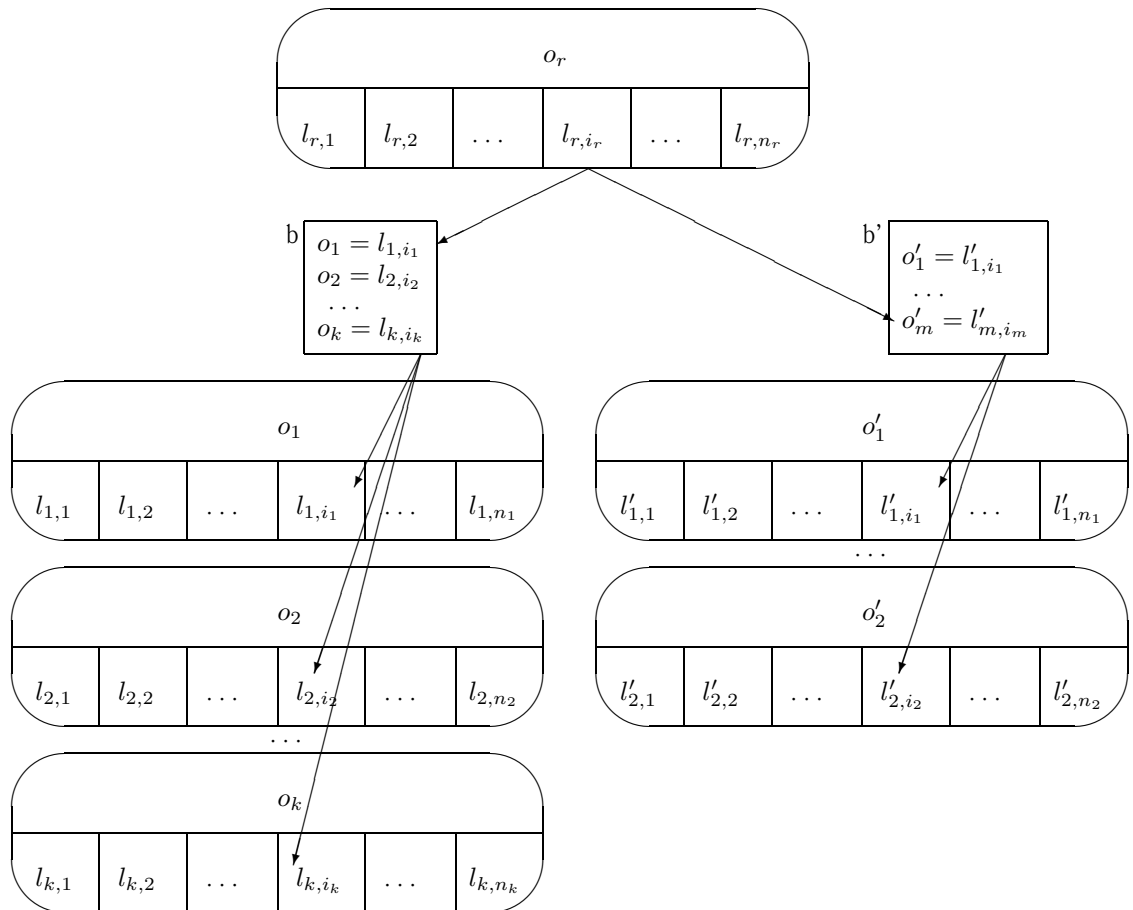 o_r
l_{r,1} l_{r,2} ... l_{r,i_r} ... l_{r,n_r}
b
o_1 = l_{1,i_1}
o_2 = l_{2,i_2}
...
o_k = l_{k,i_k}
b'
o'_1 = l'_{1,i_1}
...
o'_m = l'_{m,i_m}
o_1
l_{1,1} l_{1,2} ... l_{1,i_1} ... l_{1,n_1}
o'_1
l'_{1,1} l'_{1,2} ... l'_{1,i_1} ... l'_{1,n_1}
...
o_2
l_{2,1} l_{2,2} ... l_{2,i_2} ... l_{2,n_2}
o'_2
l'_{2,1} l'_{2,2} ... l'_{2,i_2} ... l'_{2,n_2}
...
o_k
l_{k,1} l_{k,2} ... l_{k,i_k} ... l_{k,n_k}